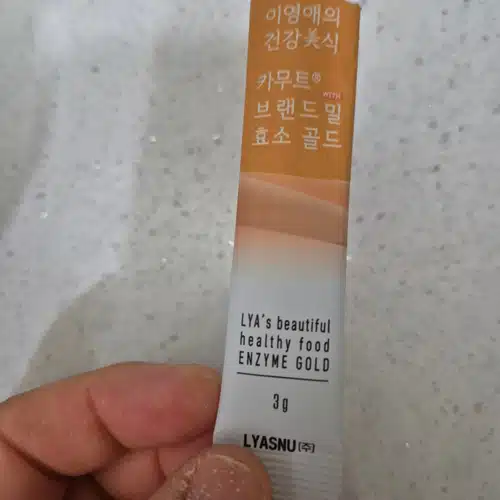 이영애의
건강美식
카무트®
WITH
브랜드밀
효소 골드
LYA's beautiful
healthy food
ENZYME GOLD
3g
LYASNU㈜